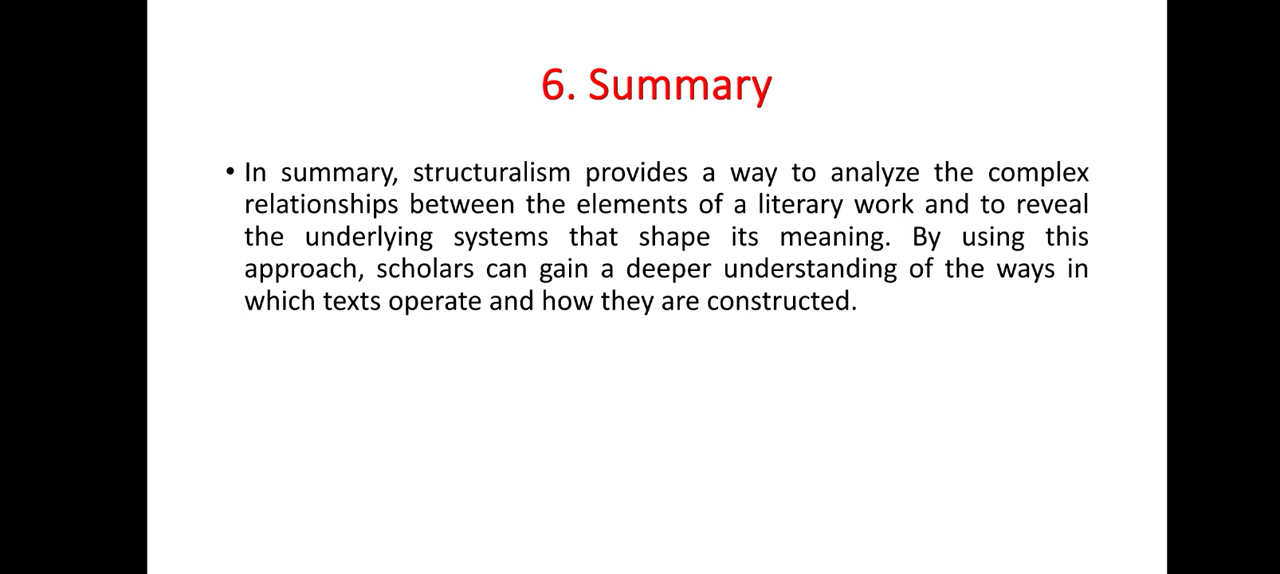 6. Summary
• In summary, structuralism provides a way to analyze the complex
relationships between the elements of a literary work and to reveal
the underlying systems that shape its meaning. By using this
approach, scholars can gain a deeper understanding of the ways in
which texts operate and how they are constructed.